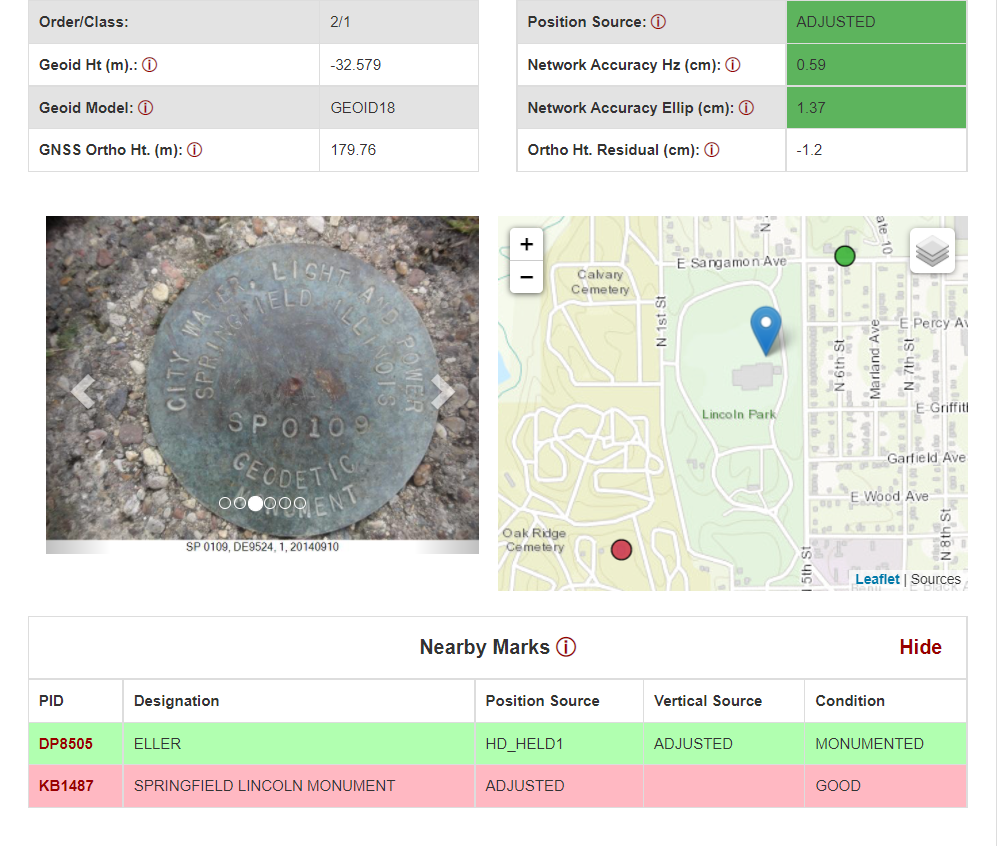 Order/Class: 2/1
Geoid Ht (m).: ⓘ -32.579
Geoid Model: ⓘ GEOID18
GNSS Ortho Ht. (m): ⓘ 179.76
Position Source: ⓘ ADJUSTED
Network Accuracy Hz (cm): ⓘ 0.59
Network Accuracy Ellip (cm): ⓘ 1.37
Ortho Ht. Residual (cm): ⓘ -1.2
CITY WATER, LIGHT AND POWER
SPRINGFIELD, ILLINOIS
SP 0109
GEODETIC
MONUMENT
SP 0109, DE9524, 1, 20140910
+
−
Calvary
Cemetery
E Sangamon Ave
N 1st St
N 6th St
Marland Ave
N 7th St
E Percy Av
E Griffith
Lincoln Park
Garfield Ave
E Wood Ave
N 8th St
Oak Ridge
Cemetery
N 5th St
Leaflet | Sources
Nearby Marks ⓘ Hide
PID Designation Position Source Vertical Source Condition
DP8505 ELLER HD_HELD1 ADJUSTED MONUMENTED
KB1487 SPRINGFIELD LINCOLN MONUMENT ADJUSTED GOOD